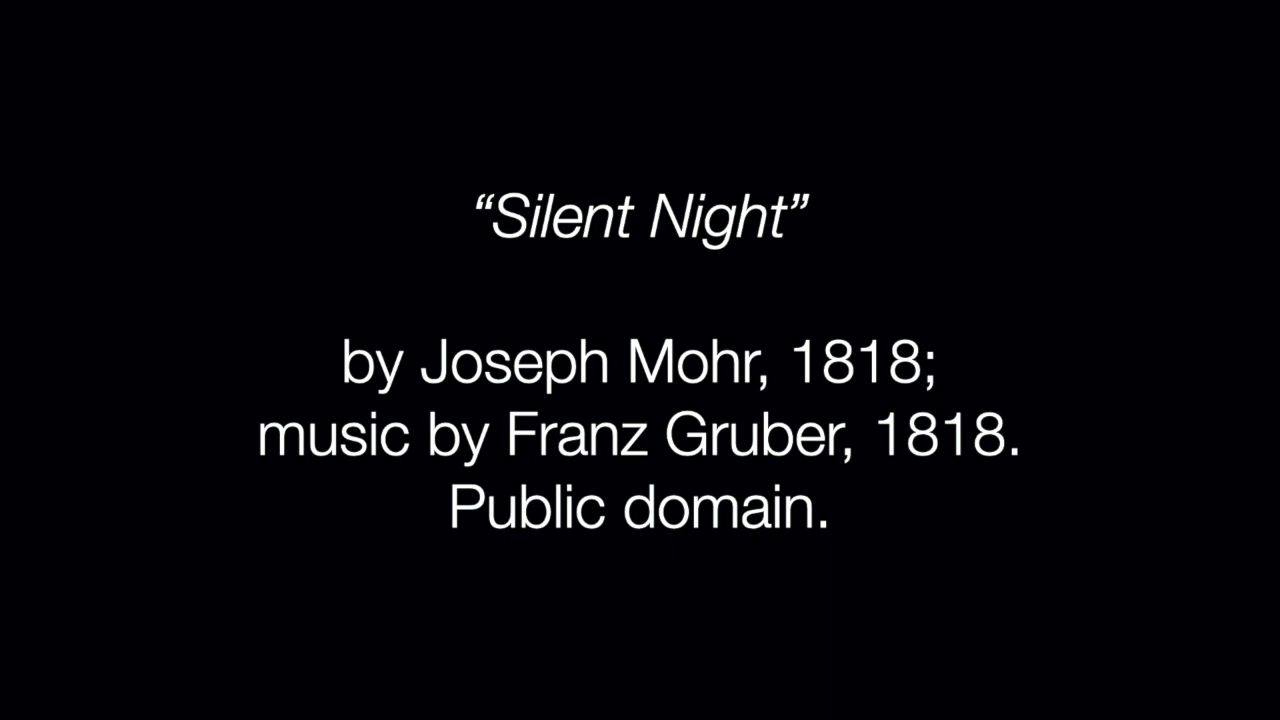 “Silent Night”
by Joseph Mohr, 1818;
music by Franz Gruber, 1818.
Public domain.